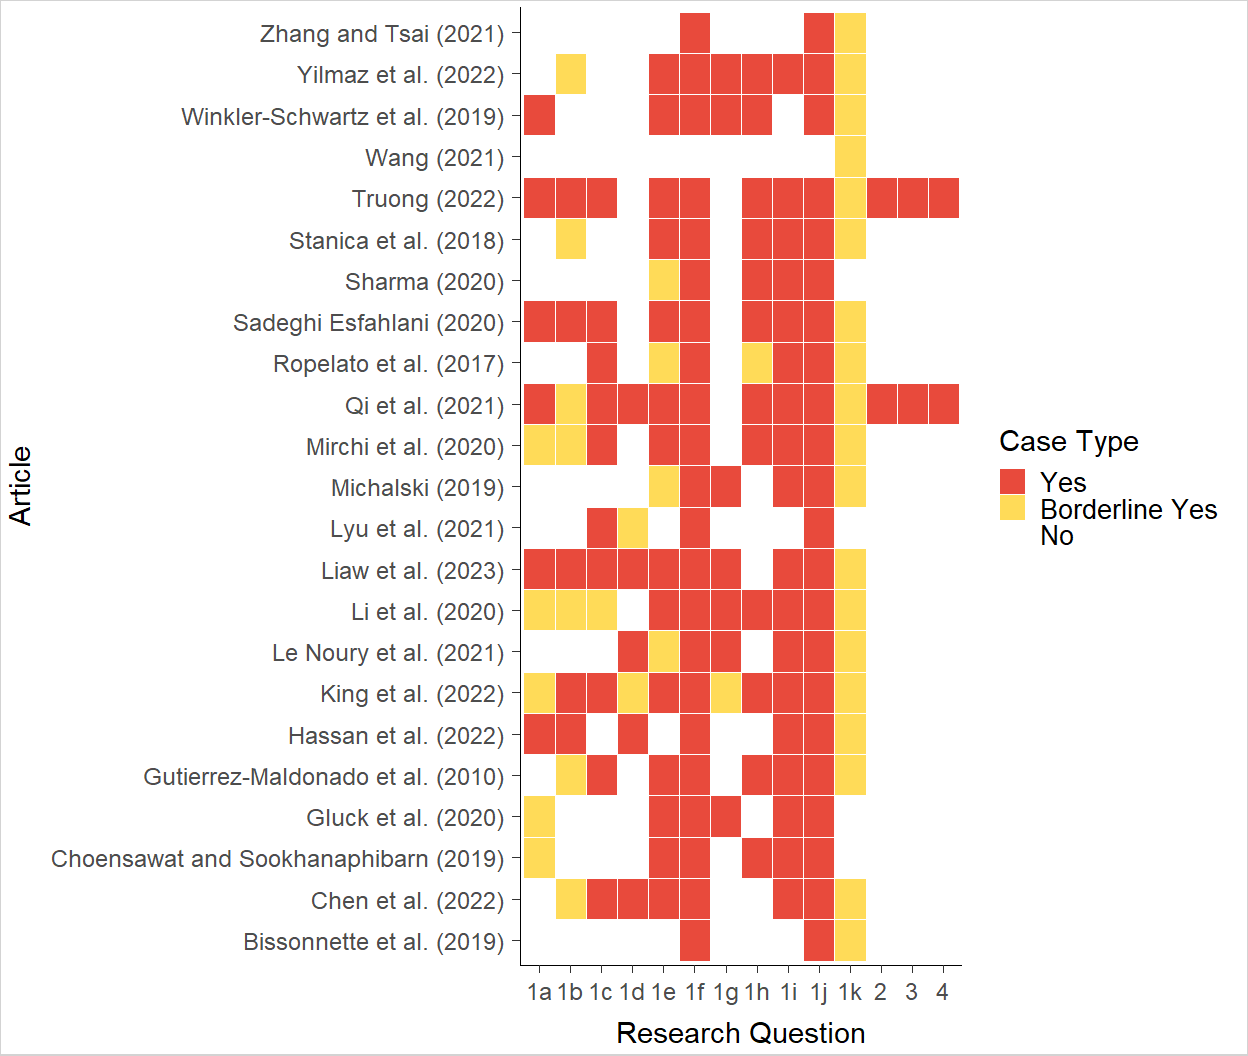 Zhang and Tsai (2021)
Yilmaz et al. (2022)
Winkler-Schwartz et al. (2019)
Wang (2021)
Truong (2022)
Stanica et al. (2018)
Sharma (2020)
Sadeghi Esfahlani (2020)
Ropelato et al. (2017)
Qi et al. (2021)
Mirchi et al. (2020)
Michalski (2019)
Lyu et al. (2021)
Liaw et al. (2023)
Li et al. (2020)
Le Noury et al. (2021)
King et al. (2022)
Hassan et al. (2022)
Gutierrez-Maldonado et al. (2010)
Gluck et al. (2020)
Choensawat and Sookhanaphibarn (2019)
Chen et al. (2022)
Bissonnette et al. (2019)
Article
1a 1b 1c 1d 1e 1f 1g 1h 1i 1j 1k 2 3 4
Research Question
Case Type
Yes
Borderline Yes
No